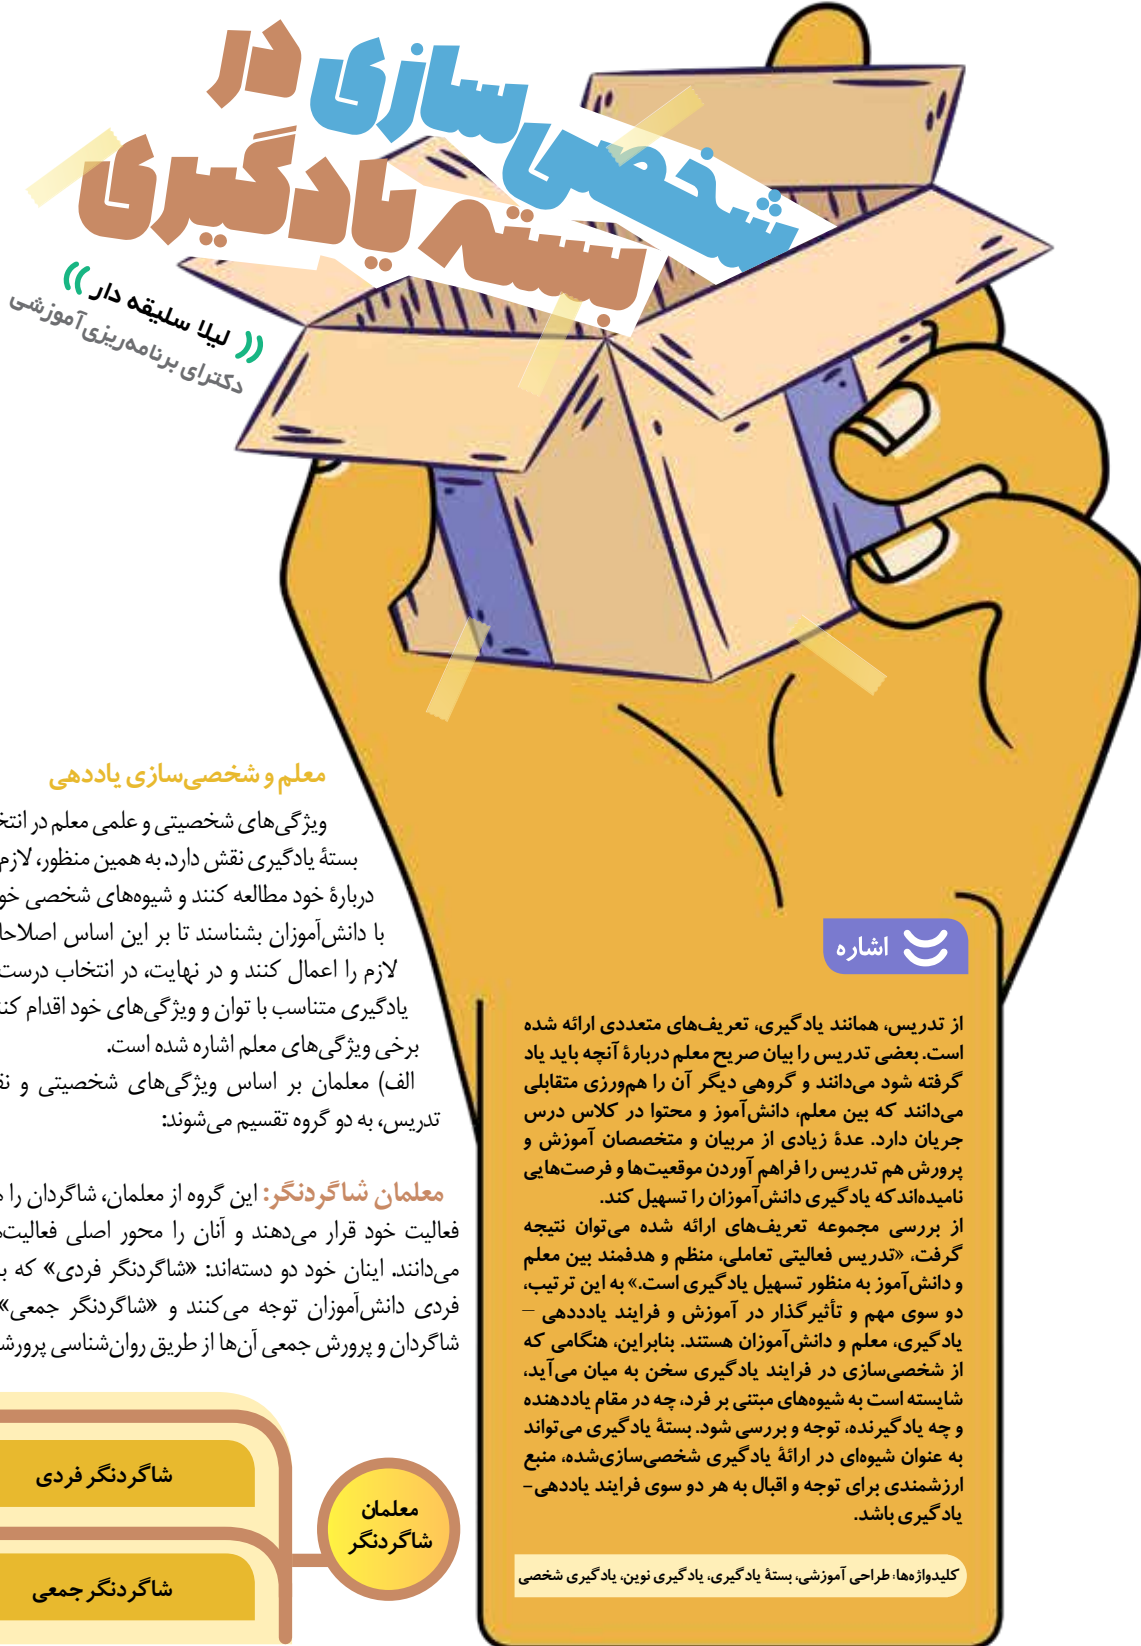 شخصی‌سازی در
بسته یادگیری
لیلا سلیقه دار
دکترای برنامه‌ریزی آموزشی
اشاره
از تدریس، همانند یادگیری، تعریف‌های متعددی ارائه شده
است. بعضی تدریس را بیان صریح معلم دربارهٔ آنچه باید یاد
گرفته شود می‌دانند و گروهی دیگر آن را هم‌ورزی متقابلی
می‌دانند که بین معلم، دانش‌آموز و محتوا در کلاس درس
جریان دارد. عدهٔ زیادی از مربیان و متخصصان آموزش و
پرورش هم تدریس را فراهم آوردن موقعیت‌ها و فرصت‌هایی
نامیده‌اند که یادگیری دانش‌آموزان را تسهیل کند.
از بررسی مجموعه تعریف‌های ارائه شده می‌توان نتیجه
گرفت، «تدریس فعالیتی تعاملی، منظم و هدفمند بین معلم
و دانش‌آموز به منظور تسهیل یادگیری است.» به این ترتیب،
دو سوی مهم و تأثیرگذار در آموزش و فرایند یادددهی –
یادگیری، معلم و دانش‌آموزان هستند. بنابراین، هنگامی که
از شخصی‌سازی در فرایند یادگیری سخن به میان می‌آید،
شایسته است به شیوه‌های مبتنی بر فرد، چه در مقام یاددهنده
و چه یادگیرنده، توجه و بررسی شود. بستهٔ یادگیری می‌تواند
به عنوان شیوه‌ای در ارائهٔ یادگیری شخصی‌سازی‌شده، منبع
ارزشمندی برای توجه و اقبال به هر دو سوی فرایند یاددهی–
یادگیری باشد.
کلیدواژه‌ها: طراحی آموزشی، بستهٔ یادگیری، یادگیری نوین، یادگیری شخصی
معلم و شخصی‌سازی یاددهی
ویژگی‌های شخصیتی و علمی معلم در
بستهٔ یادگیری نقش دارد. به همین منظور، لازم
دربارهٔ خود مطالعه کنند و شیوه‌های شخصی
با دانش‌آموزان بشناسند تا بر این اساس
لازم را اعمال کنند و در نهایت، در انتخاب درست
یادگیری متناسب با توان و ویژگی‌های خود اقدام
برخی ویژگی‌های معلم اشاره شده است.
الف) معلمان بر اساس ویژگی‌های شخصیتی و
تدریس، به دو گروه تقسیم می‌شوند:
معلمان شاگردنگر: این گروه از معلمان، شاگردان را
فعالیت خود قرار می‌دهند و آنان را محور اصلی
می‌دانند. اینان خود دو دسته‌اند: «شاگردنگر فردی» که
فردی دانش‌آموزان توجه می‌کنند و «شاگردنگر جمعی»
شاگردان و پرورش جمعی آن‌ها از طریق روان‌شناسی
معلمان
شاگردنگر
شاگردنگر فردی
شاگردنگر جمعی